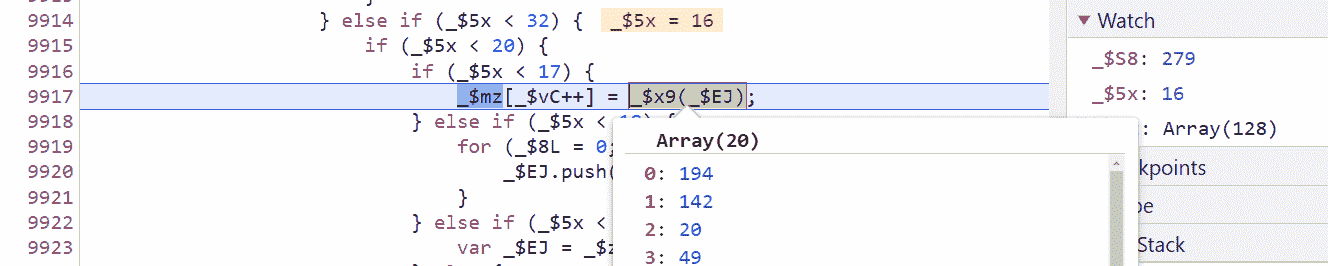 9914 } else if (_$5x < 32) { _$5x = 16
9915 if (_$5x < 20) {
9916 if (_$5x < 17) {
9917 _$mz[_$vC++] = _$x9(_$EJ);
9918 } else if (_$5x <
9919 for (_$8L = 0;
9920 _$EJ.push(
9921 }
9922 } else if (_$5x <
9923 var _$EJ = _$
Array(20)
0: 194
1: 142
2: 20
3: 49
Watch
_$S8: 279
_$5x: 16
: Array(128)
kpoints
pe
Stack